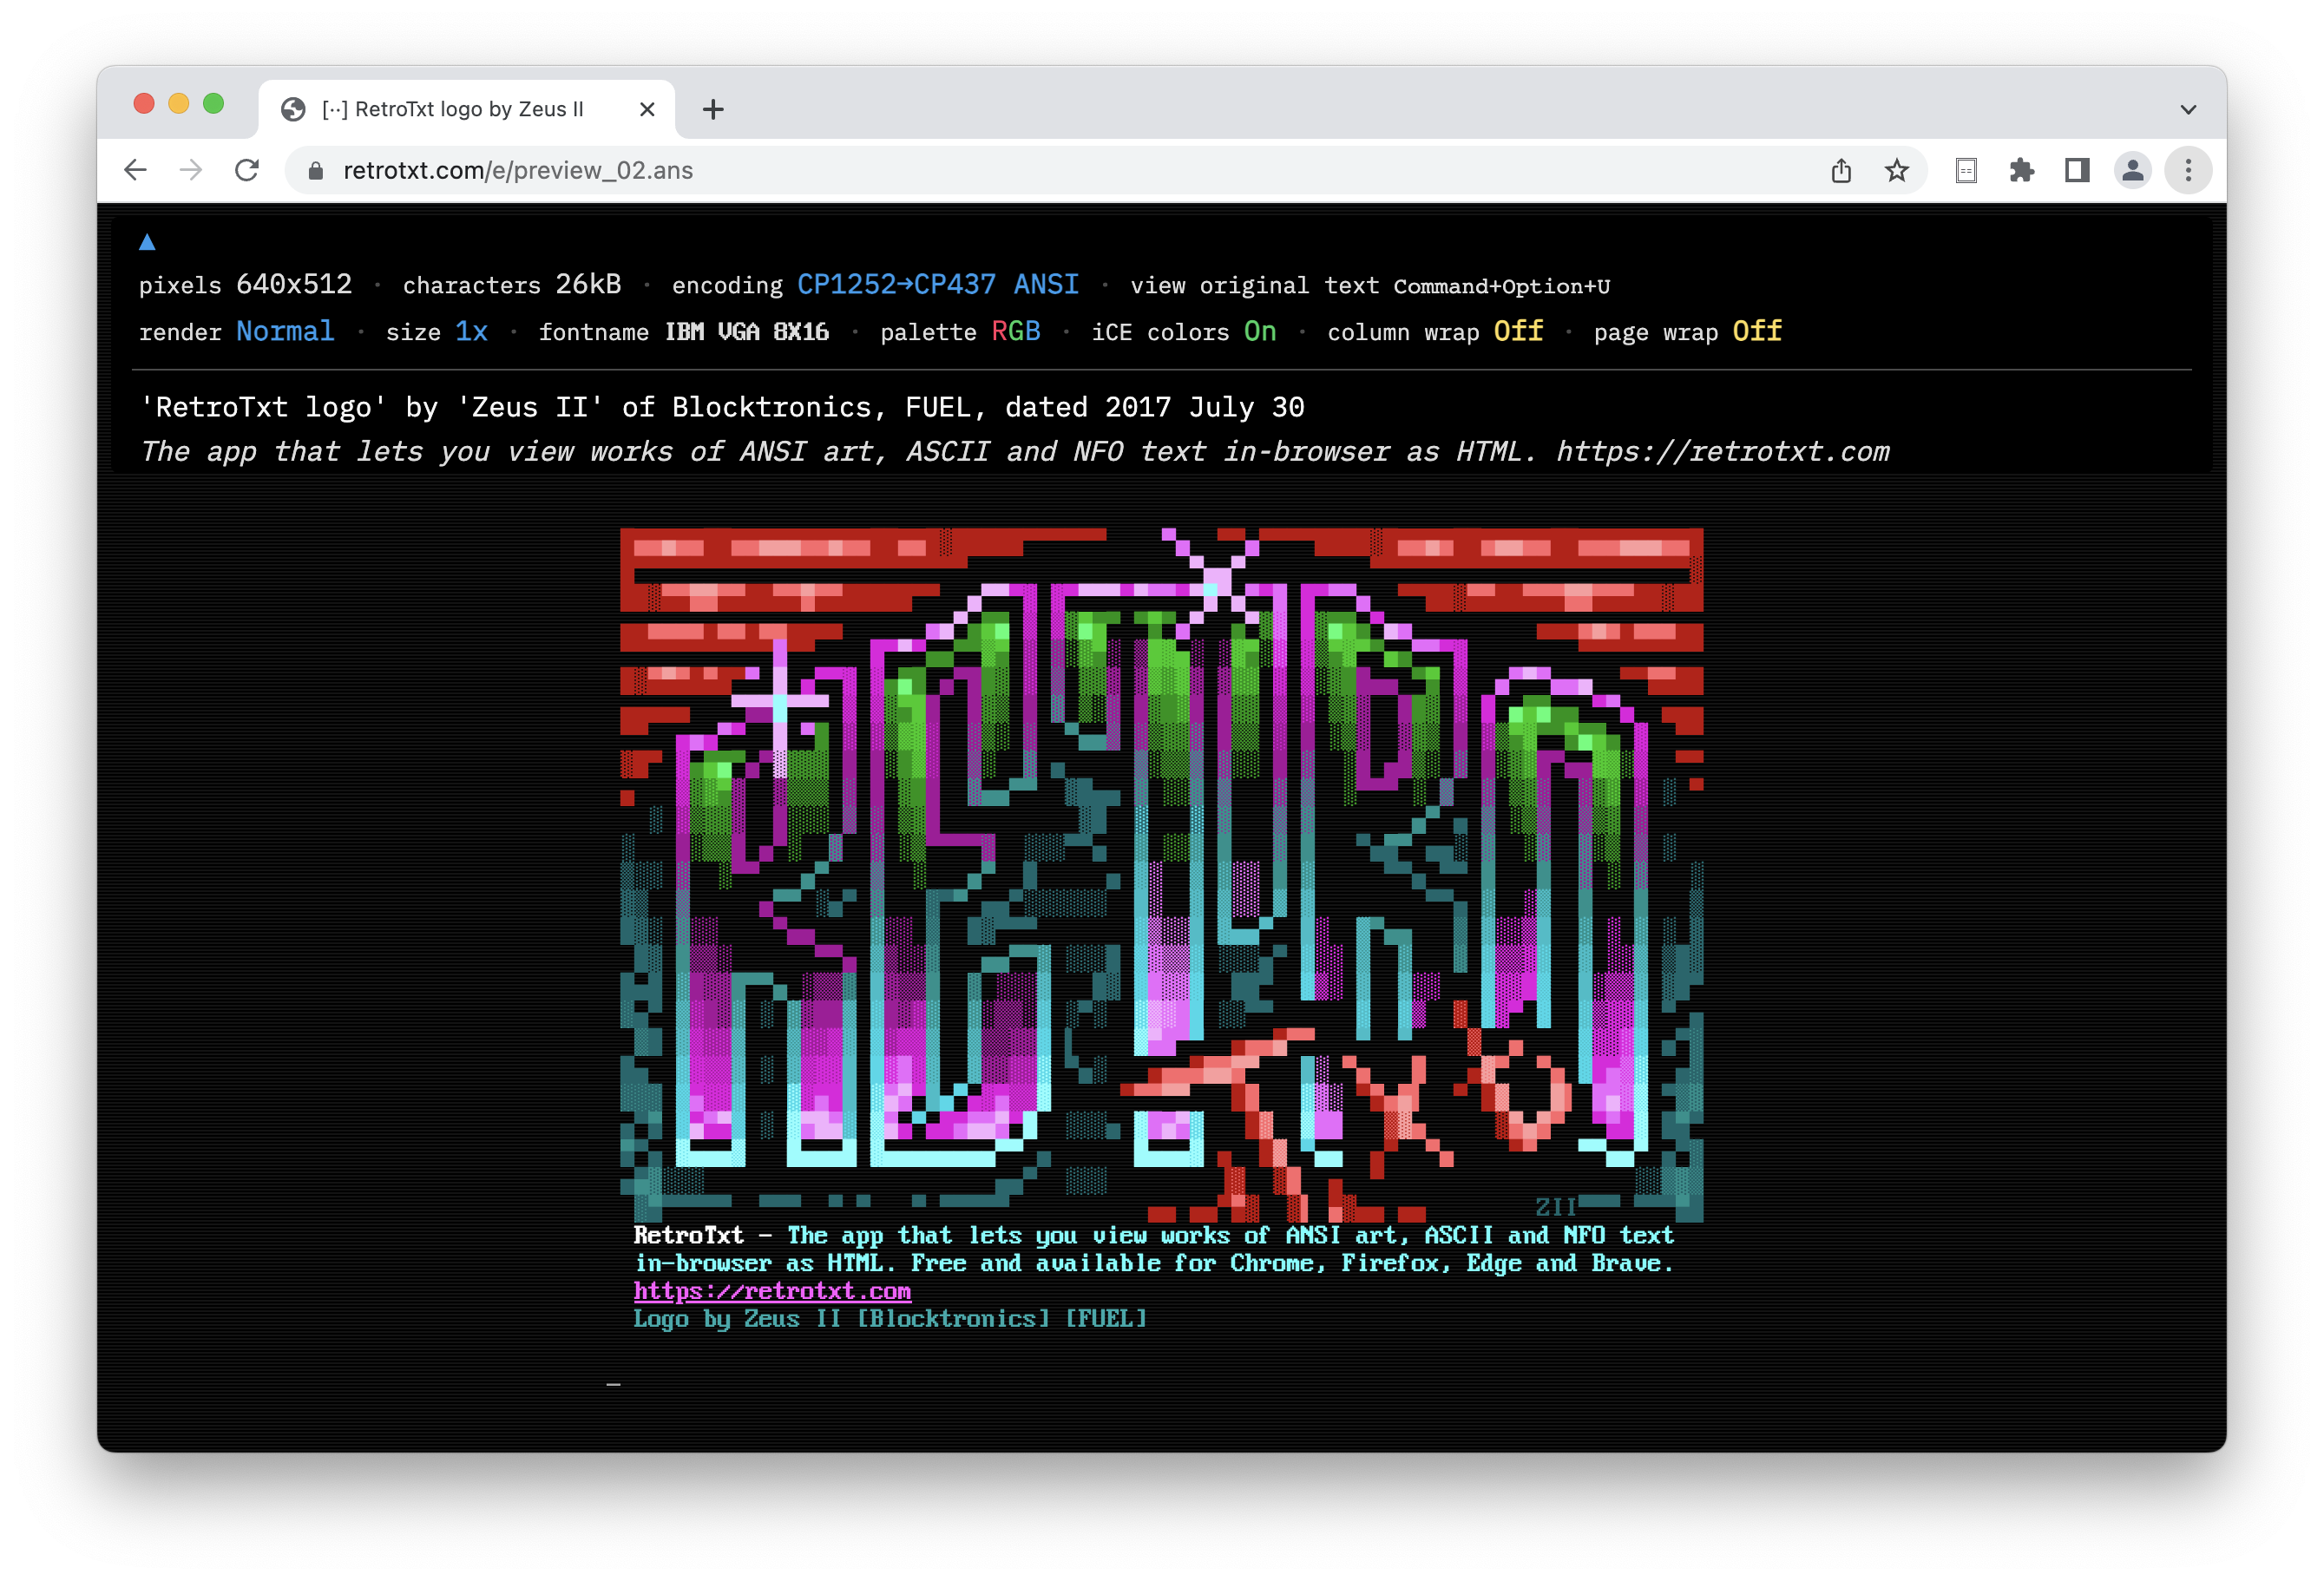 [··] RetroTxt logo by Zeus II
retrotxt.com/e/preview_02.ans
pixels 640x512 · characters 26kB · encoding CP1252→CP437 ANSI · view original text Command+Option+U
render Normal · size 1x · fontname IBM VGA 8X16 · palette RGB · iCE colors On · column wrap Off · page wrap Off
'RetroTxt logo' by 'Zeus II' of Blocktronics, FUEL, dated 2017 July 30
The app that lets you view works of ANSI art, ASCII and NFO text in-browser as HTML. https://retrotxt.com
Retro
Txt
ZII
RetroTxt - The app that lets you view works of ANSI art, ASCII and NFO text
in-browser as HTML. Free and available for Chrome, Firefox, Edge and Brave.
https://retrotxt.com
Logo by Zeus II [Blocktronics] [FUEL]